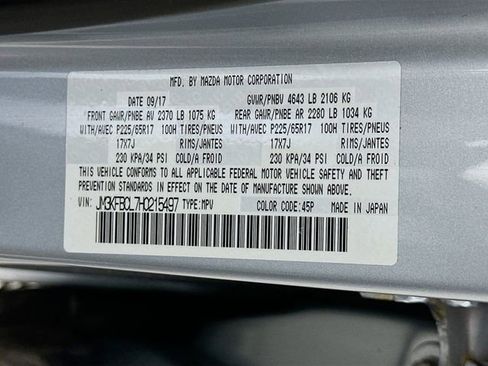 MFD. BY MAZDA MOTOR CORPORATION
DATE 09/17 GVWR/PNBV 4643 LB 2106 KG
FRONT GAWR/PNBE AV 2370 LB 1075 KG REAR GAWR/PNBE AR 2280 LB 1034 KG
WITH/AVEC P225/65R17 100H TIRES/PNEUS WITH/AVEC P225/65R17 100H TIRES/PNEUS
17X7J RIMS/JANTES 17X7J RIMS/JANTES
230 KPA/34 PSI COLD/A FROID 230 KPA/34 PSI COLD/A FROID
THIS VEHICLE CONFORMS TO ALL APPLICABLE FEDERAL MOTOR VEHICLE SAFETY AND THEFT
PREVENTION STANDARDS IN EFFECT ON THE DATE OF MANUFACTURE SHOWN ABOVE.
VIN: JM3KFBCL7H0215497 TYPE:MPV COLOR CODE:45P MADE IN JAPAN